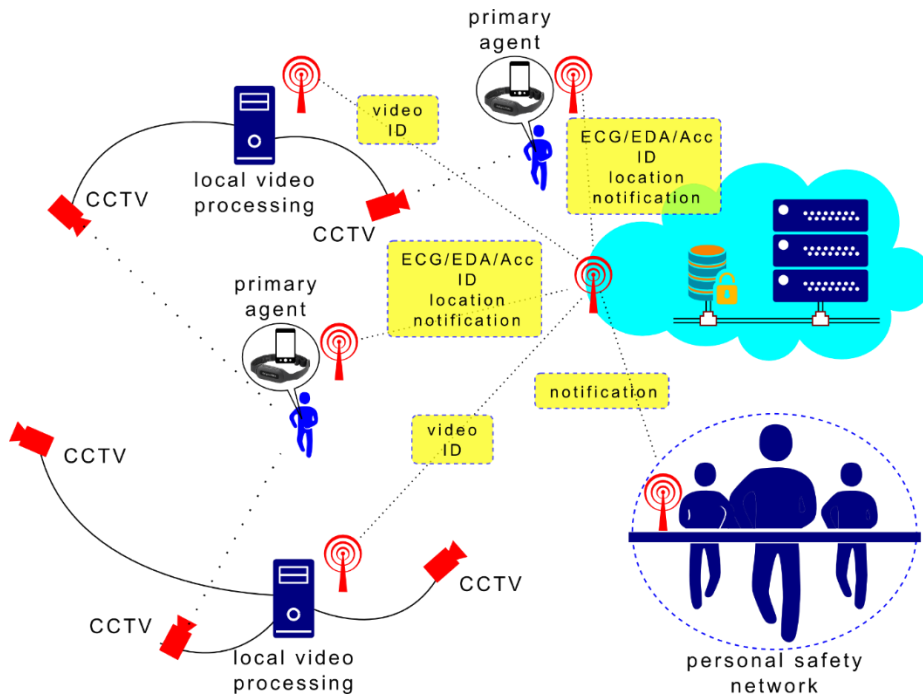 primary
agent
video
ID
ECG/EDA/Acc
ID
location
notification
local video
processing
CCTV
CCTV
ECG/EDA/Acc
ID
location
notification
primary
agent
notification
video
ID
CCTV
CCTV
CCTV
local video
processing
personal safety
network